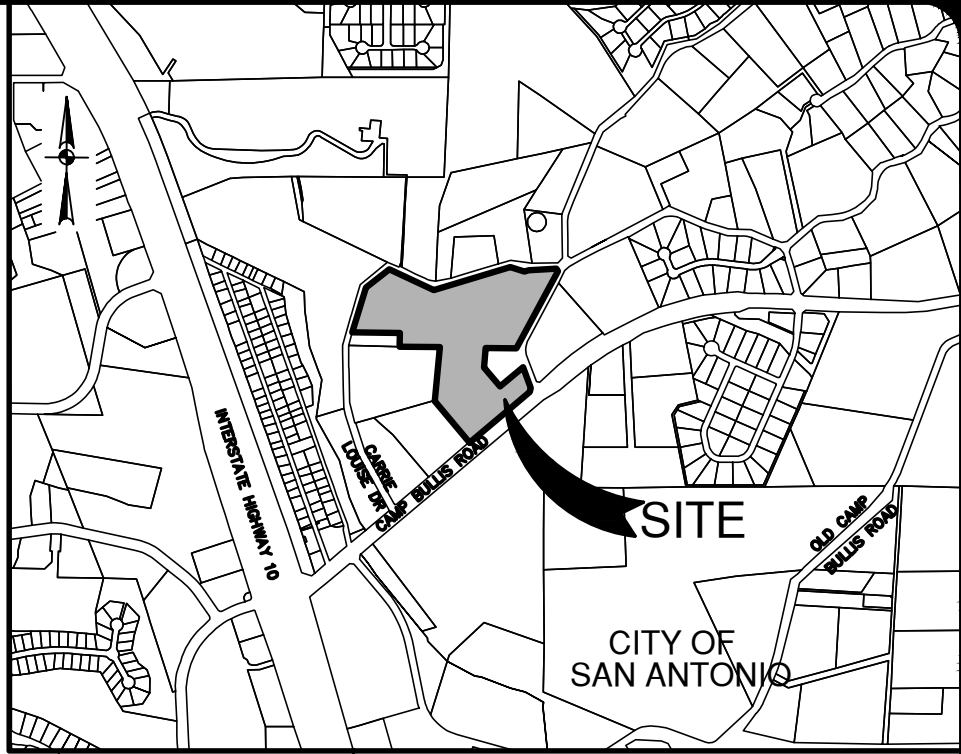 INTERSTATE HIGHWAY 10
CARRIE
LOUISE DR
CAMP BULLIS ROAD
SITE
OLD CAMP
BULLIS ROAD
CITY OF
SAN ANTONIO